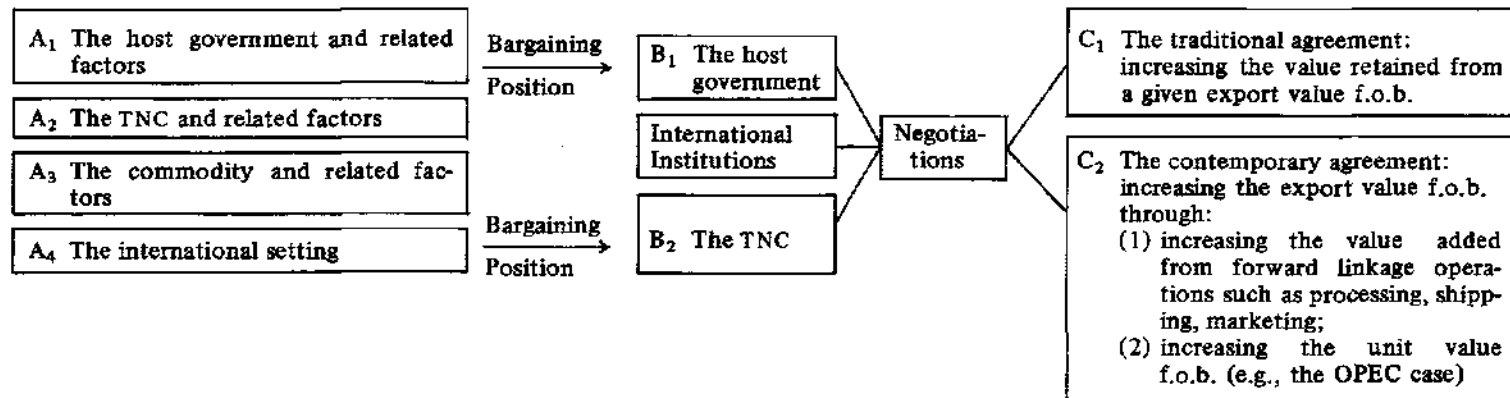 A₁ The host government and related
factors
A₂ The TNC and related factors
A₃ The commodity and related fac-
tors
A₄ The international setting
Bargaining
Position
Bargaining
Position
B₁ The host
government
International
Institutions
B₂ The TNC
Negotia-
tions
C₁ The traditional agreement:
increasing the value retained from
a given export value f.o.b.
C₂ The contemporary agreement:
increasing the export value f.o.b.
through:
(1) increasing the value added
from forward linkage opera-
tions such as processing, shipp-
ing, marketing;
(2) increasing the unit value
f.o.b. (e.g., the OPEC case)